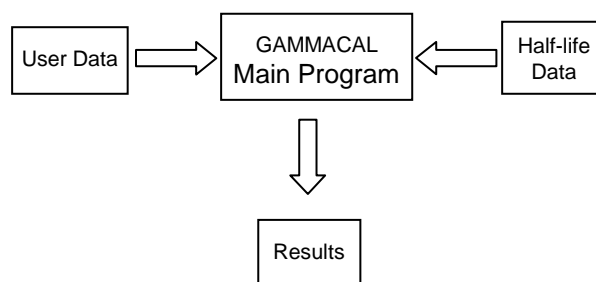 User Data
GAMMACAL
Main Program
Half-life
Data
Results